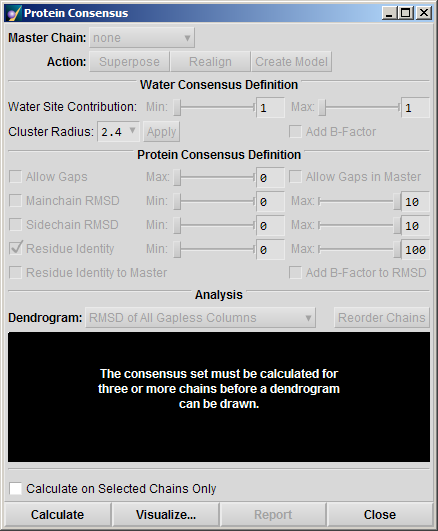 Protein Consensus
Master Chain: none
Action: Superpose Realign Create Model
Water Consensus Definition
Water Site Contribution: Min: 1 Max: 1
Cluster Radius: 2.4 Apply Add B-Factor
Protein Consensus Definition
Allow Gaps Max: 0 Allow Gaps in Master
Mainchain RMSD Min: 0 Max: 10
Sidechain RMSD Min: 0 Max: 10
Residue Identity Min: 0 Max: 100
Residue Identity to Master Add B-Factor to RMSD
Analysis
Dendrogram: RMSD of All Gapless Columns Reorder Chains
The consensus set must be calculated for
three or more chains before a dendrogram
can be drawn.
Calculate on Selected Chains Only
Calculate Visualize... Report Close